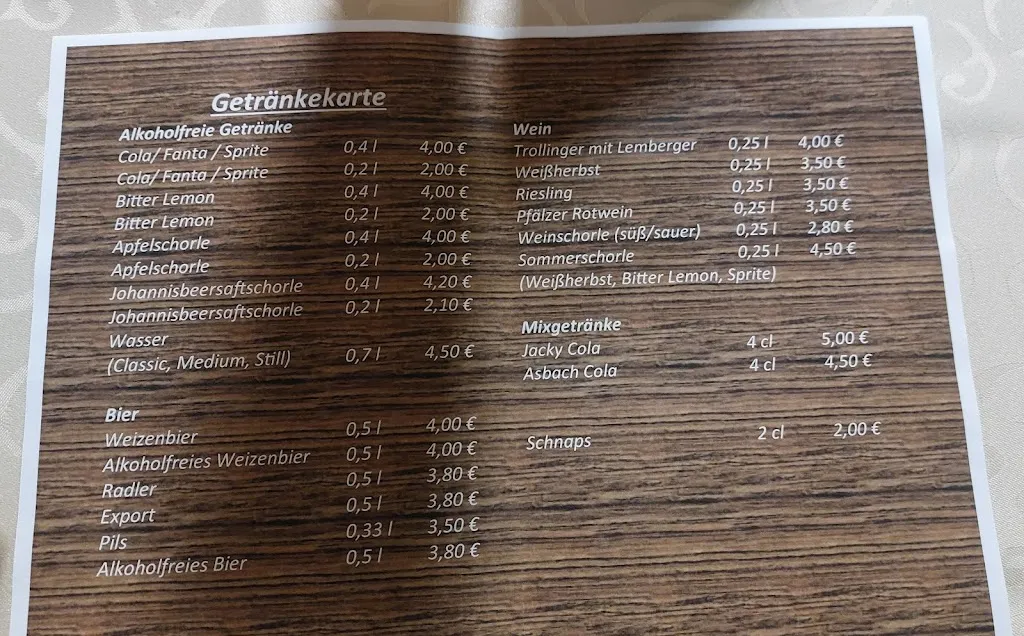 Getränkekarte
Alkoholfreie Getränke
Cola/ Fanta / Sprite 0,4 l 4,00 €
Cola/ Fanta / Sprite 0,2 l 2,00 €
Bitter Lemon 0,4 l 4,00 €
Bitter Lemon 0,2 l 2,00 €
Apfelschorle 0,4 l 4,00 €
Apfelschorle 0,2 l 2,00 €
Johannisbeersaftschorle 0,4 l 4,20 €
Johannisbeersaftschorle 0,2 l 2,10 €
Wasser
(Classic, Medium, Still) 0,7 l 4,50 €
Bier
Weizenbier 0,5 l 4,00 €
Alkoholfreies Weizenbier 0,5 l 4,00 €
Radler 0,5 l 3,80 €
Export 0,5 l 3,80 €
Pils 0,33 l 3,50 €
Alkoholfreies Bier 0,5 l 3,80 €
Wein
Trollinger mit Lemberger 0,25 l 4,00 €
Weißherbst 0,25 l 3,50 €
Riesling 0,25 l 3,50 €
Pfälzer Rotwein 0,25 l 3,50 €
Weinschorle (süß/sauer) 0,25 l 2,80 €
Sommerschorle 0,25 l 4,50 €
(Weißherbst, Bitter Lemon, Sprite)
Mixgetränke
Jacky Cola 4 cl 5,00 €
Asbach Cola 4 cl 4,50 €
Schnaps 2 cl 2,00 €